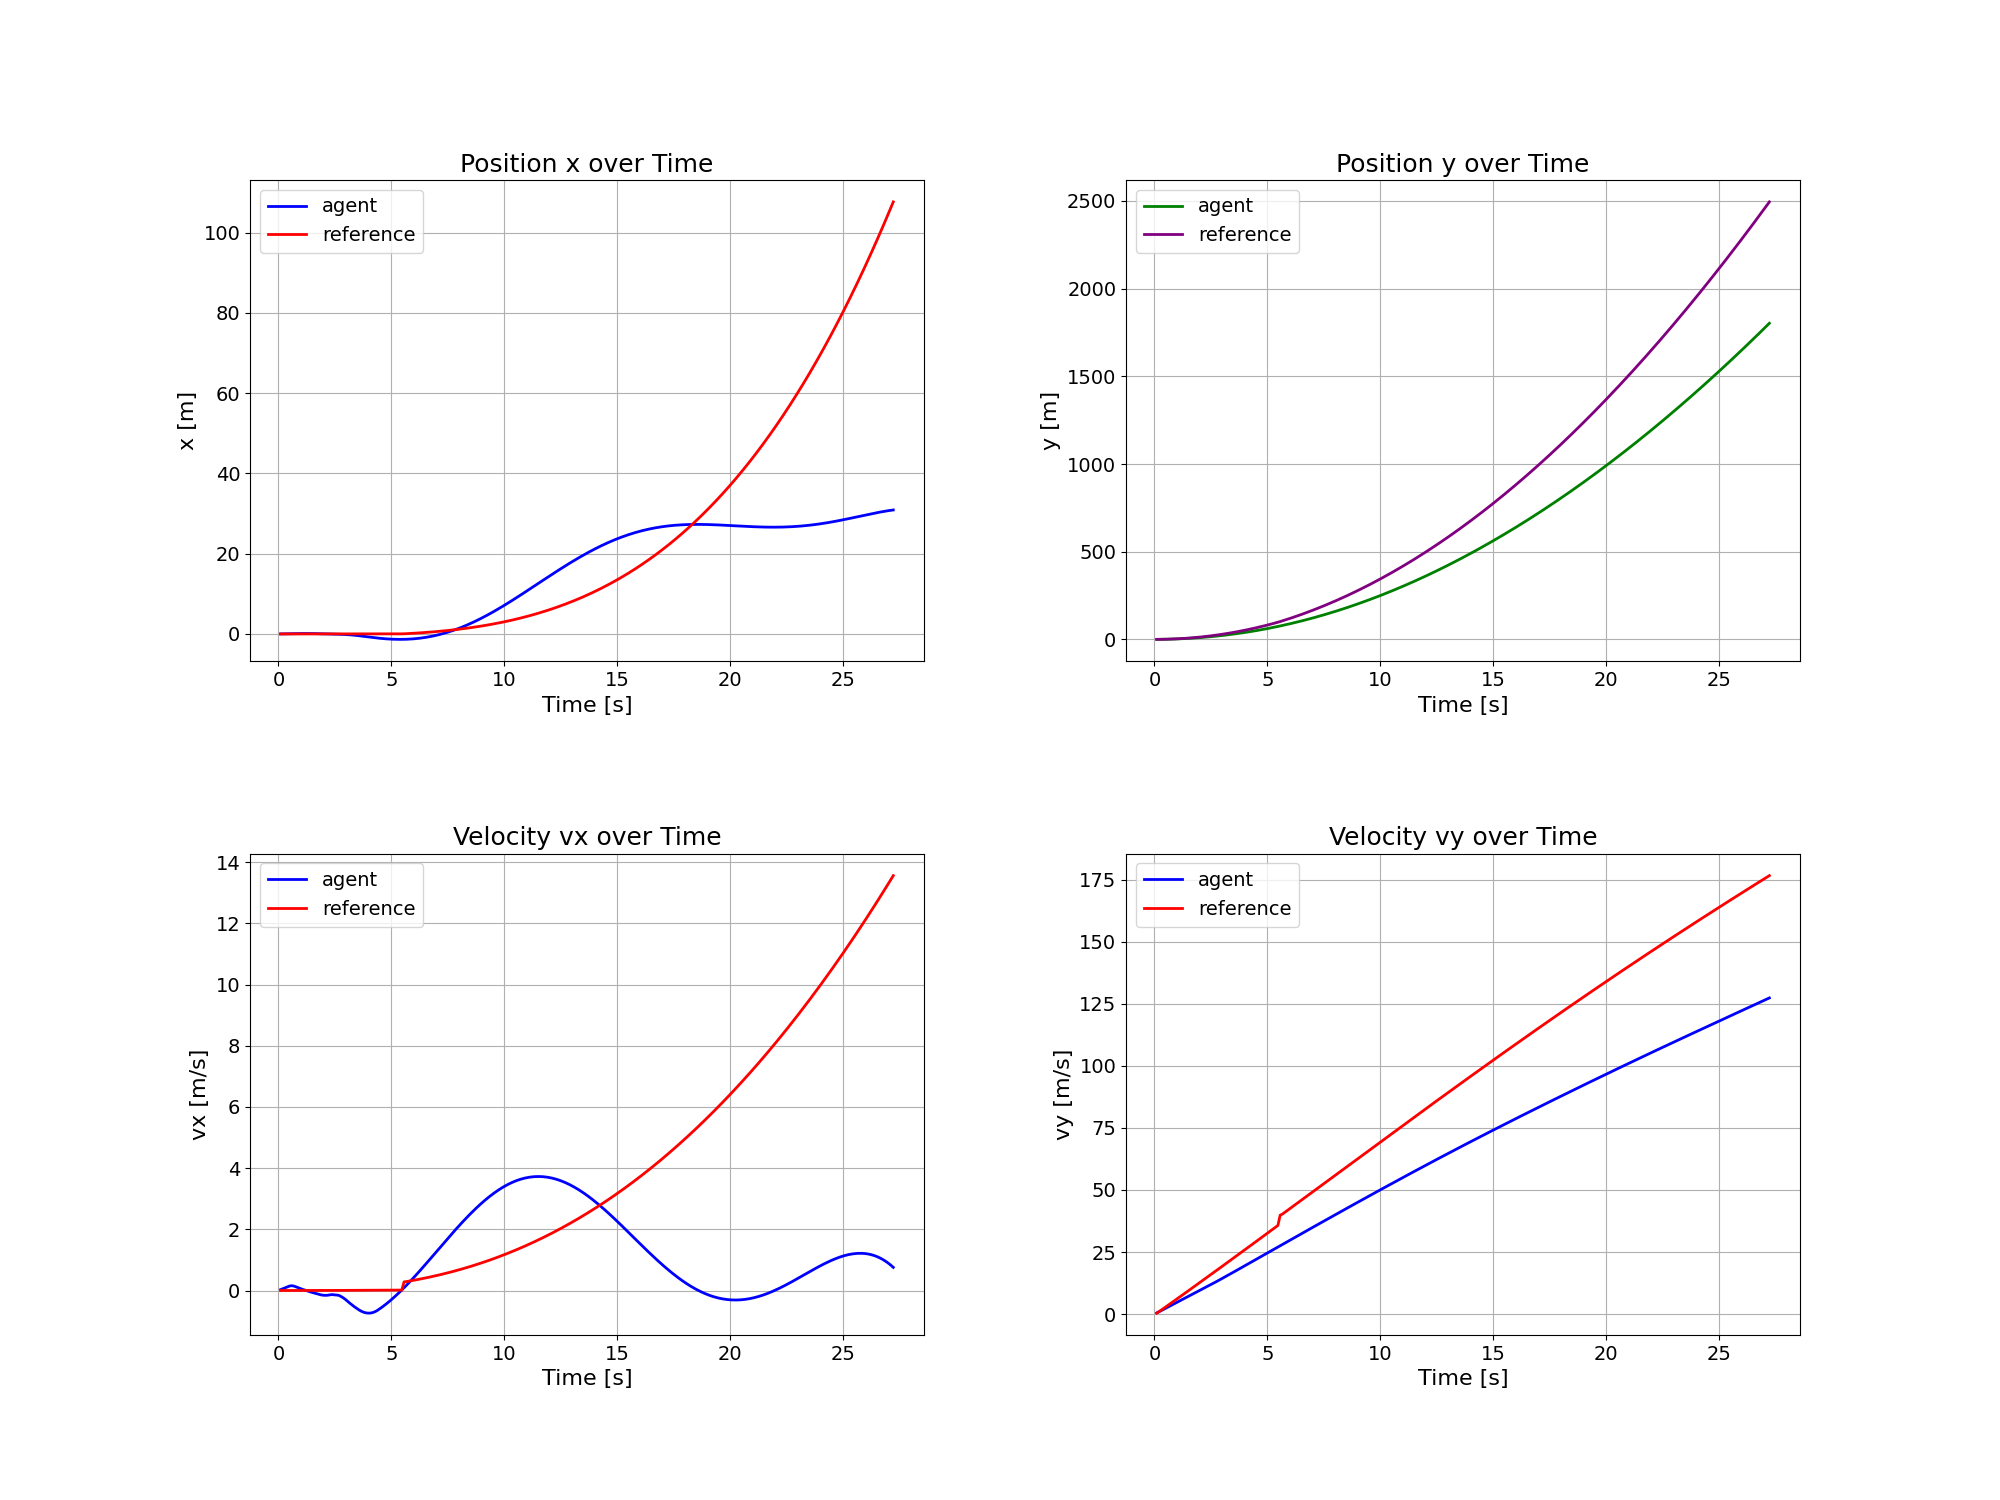 Position x over Time
agent
reference
100
80
60
40
20
0
x [m]
0 5 10 15 20 25
Time [s]
Position y over Time
agent
reference
2500
2000
1500
1000
500
0
y [m]
0 5 10 15 20 25
Time [s]
Velocity vx over Time
agent
reference
14
12
10
8
6
4
2
0
vx [m/s]
0 5 10 15 20 25
Time [s]
Velocity vy over Time
agent
reference
175
150
125
100
75
50
25
0
vy [m/s]
0 5 10 15 20 25
Time [s]